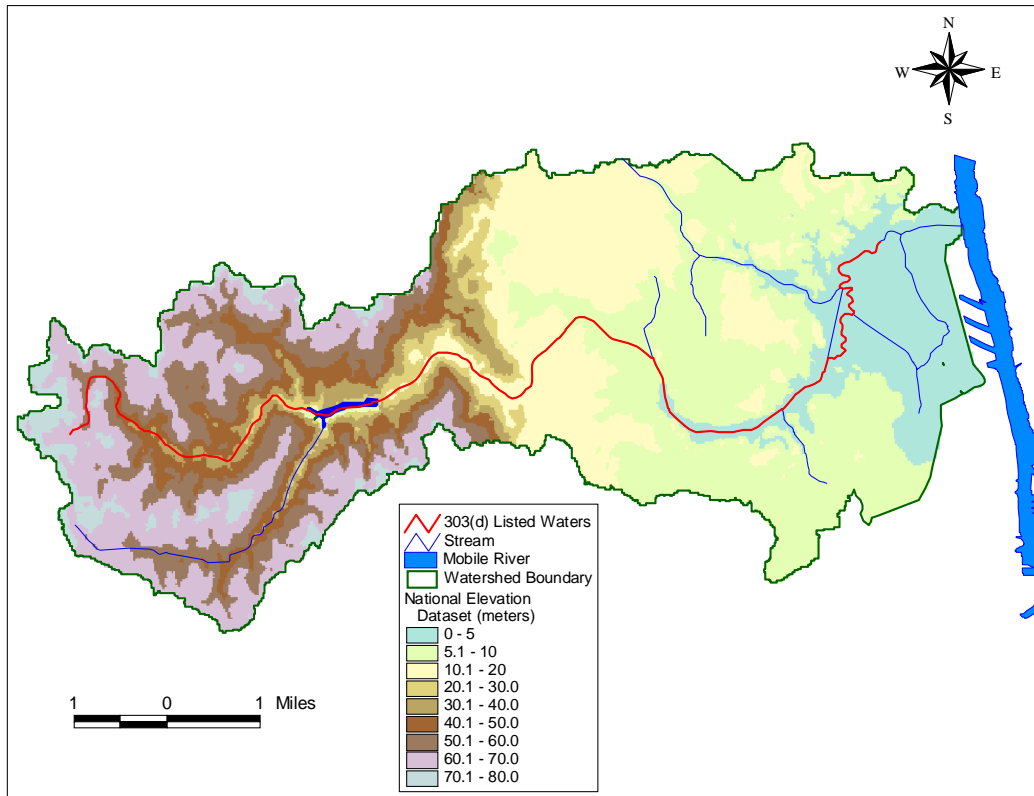 N
W E
S
303(d) Listed Waters
Stream
Mobile River
Watershed Boundary
National Elevation
Dataset (meters)
0 - 5
5.1 - 10
10.1 - 20
20.1 - 30.0
30.1 - 40.0
40.1 - 50.0
50.1 - 60.0
60.1 - 70.0
70.1 - 80.0
1 0 1 Miles